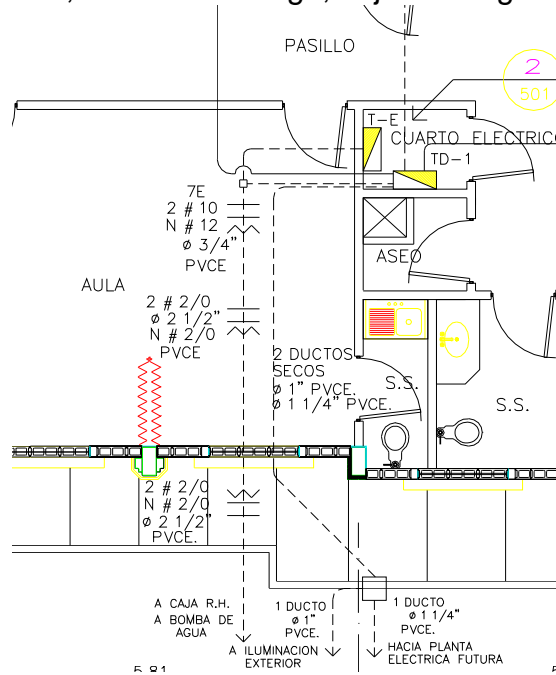 PASILLO
2
501
T-E
CUARTO ELECTRICO
TD-1
7E
2 # 10
N # 12
ø 3/4"
PVCE
ASEO
AULA
2 # 2/0
ø 2 1/2"
N # 2/0
PVCE
2 DUCTOS
SECOS
ø 1" PVCE.
ø 1 1/4" PVCE.
S.S.
S.S.
2 # 2/0
N # 2/0
ø 2 1/2"
PVCE.
A CAJA R.H.
A BOMBA DE
AGUA
1 DUCTO
ø 1"
PVCE.
1 DUCTO
ø 1 1/4"
PVCE.
A ILUMINACION
EXTERIOR
HACIA PLANTA
ELECTRICA FUTURA